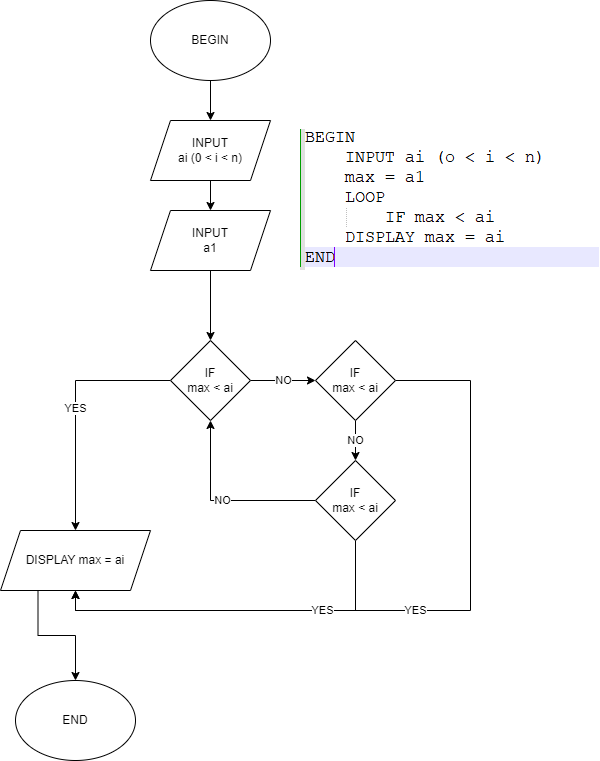 BEGIN
INPUT
ai (0 < i < n)
INPUT
a1
BEGIN
INPUT ai (o < i < n)
max = a1
LOOP
IF max < ai
DISPLAY max = ai
END
IF
max < ai
NO
IF
max < ai
YES
NO
IF
max < ai
NO
DISPLAY max = ai
YES
YES
END